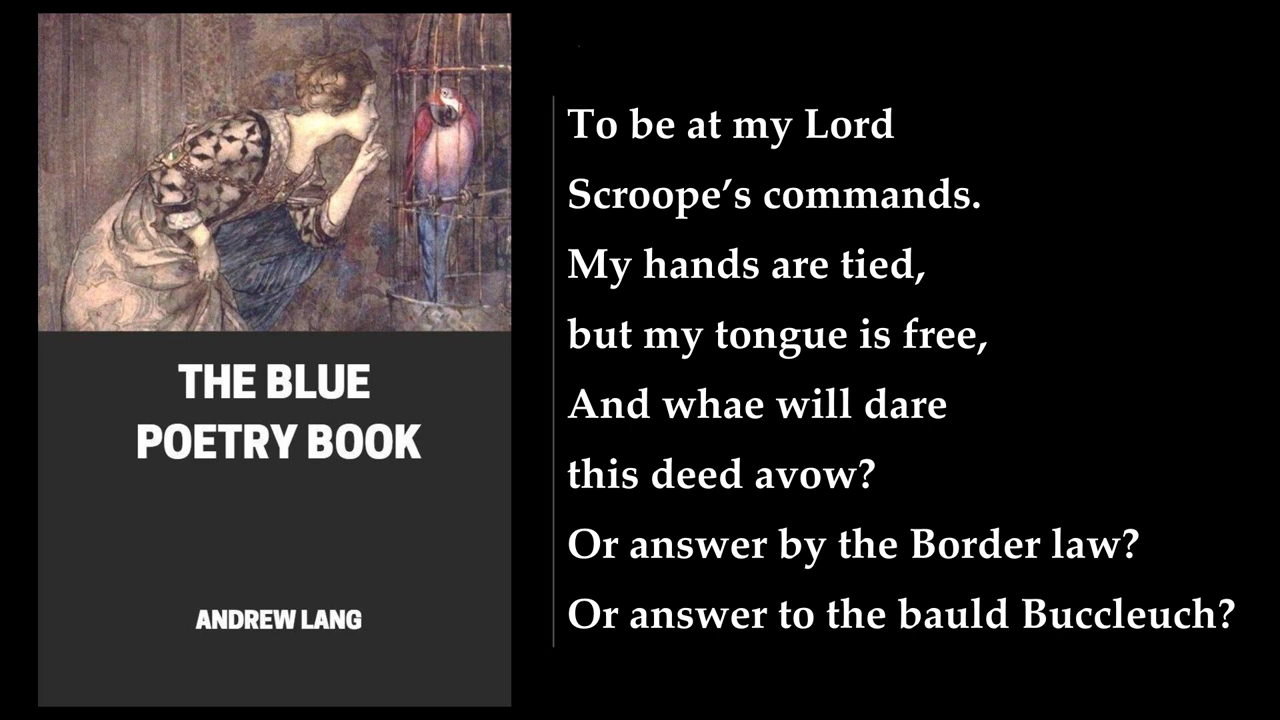 THE BLUE
POETRY BOOK
ANDREW LANG
To be at my Lord
Scroope’s commands.
My hands are tied,
but my tongue is free,
And whae will dare
this deed avow?
Or answer by the Border law?
Or answer to the bauld Buccleuch?